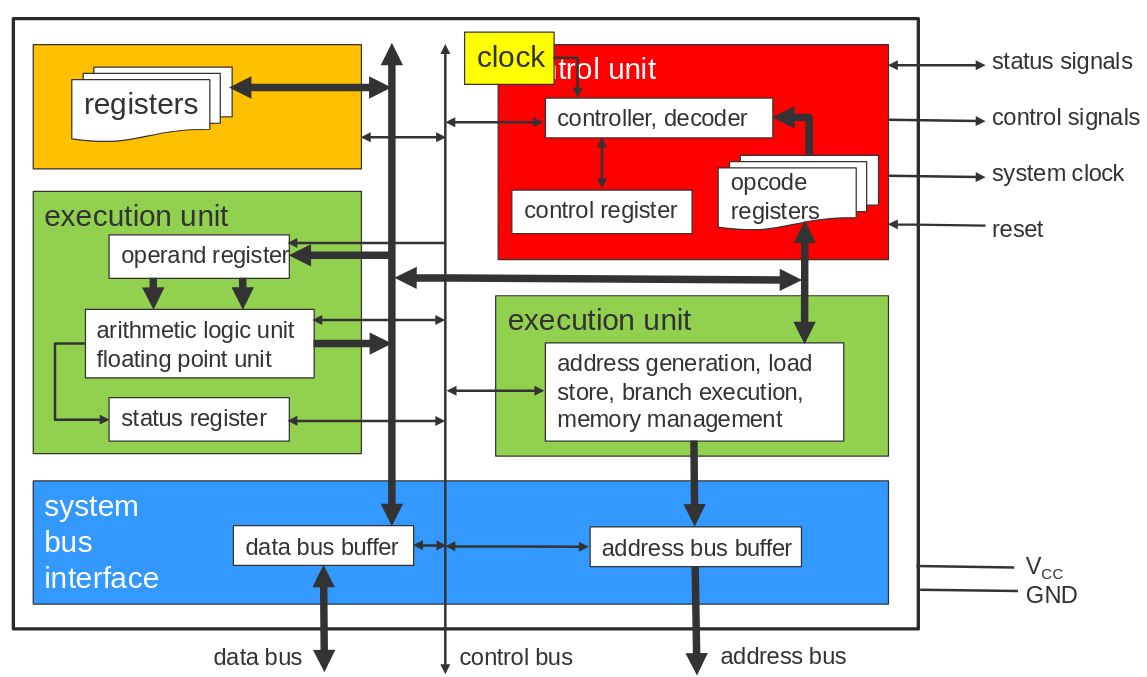 clock
ntrol unit
status signals
registers
controller, decoder
control signals
system clock
opcode
registers
control register
reset
execution unit
operand register
arithmetic logic unit
floating point unit
status register
execution unit
address generation, load
store, branch execution,
memory management
system
bus
interface
data bus buffer
address bus buffer
VCC
GND
data bus
control bus
address bus